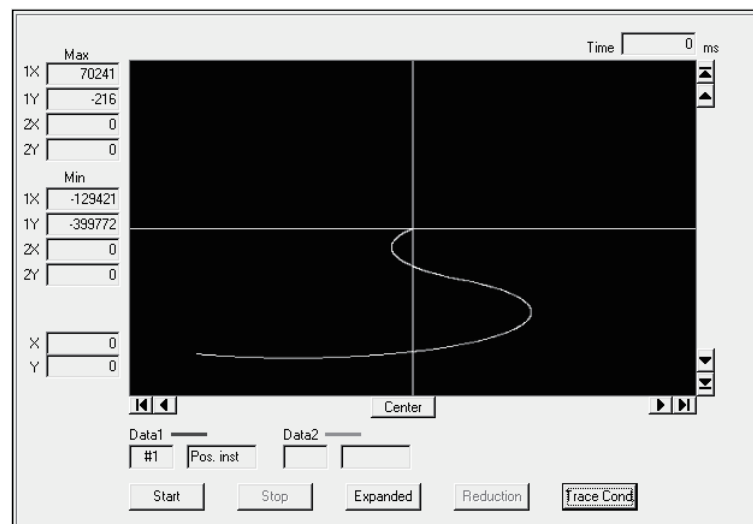 Time 0 ms
Max
1X 70241
1Y -216
2X 0
2Y 0
Min
1X -129421
1Y -399772
2X 0
2Y 0
X 0
Y 0
Center
Data1 Data2
#1 Pos. inst
Start Stop Expanded Reduction Trace Cond.